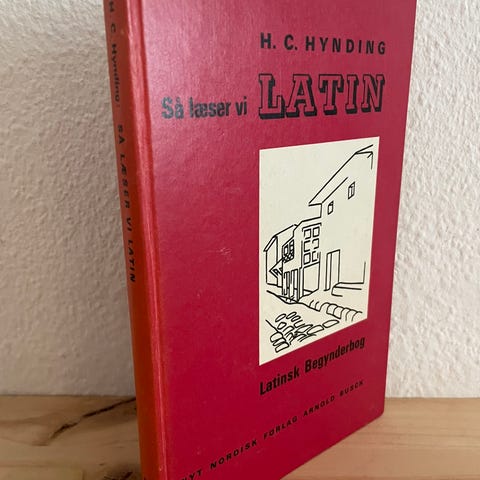 H. C. Hynding: SÅ LÆSER VI LATIN
H. C. HYNDING
Så læser vi LATIN
Latinsk Begynderbog
NYT NORDISK FORLAG ARNOLD BUSCK